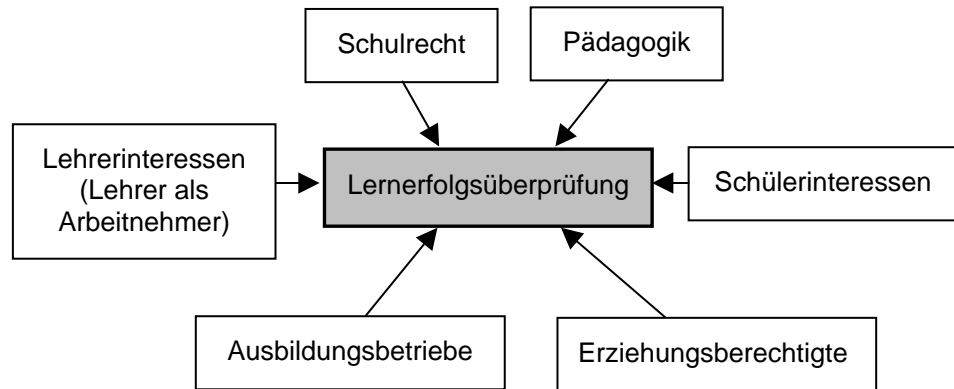 Schulrecht
Pädagogik
Lehrerinteressen
(Lehrer als
Arbeitnehmer)
Lernerfolgsüberprüfung
Schülerinteressen
Ausbildungsbetriebe
Erziehungsberechtigte